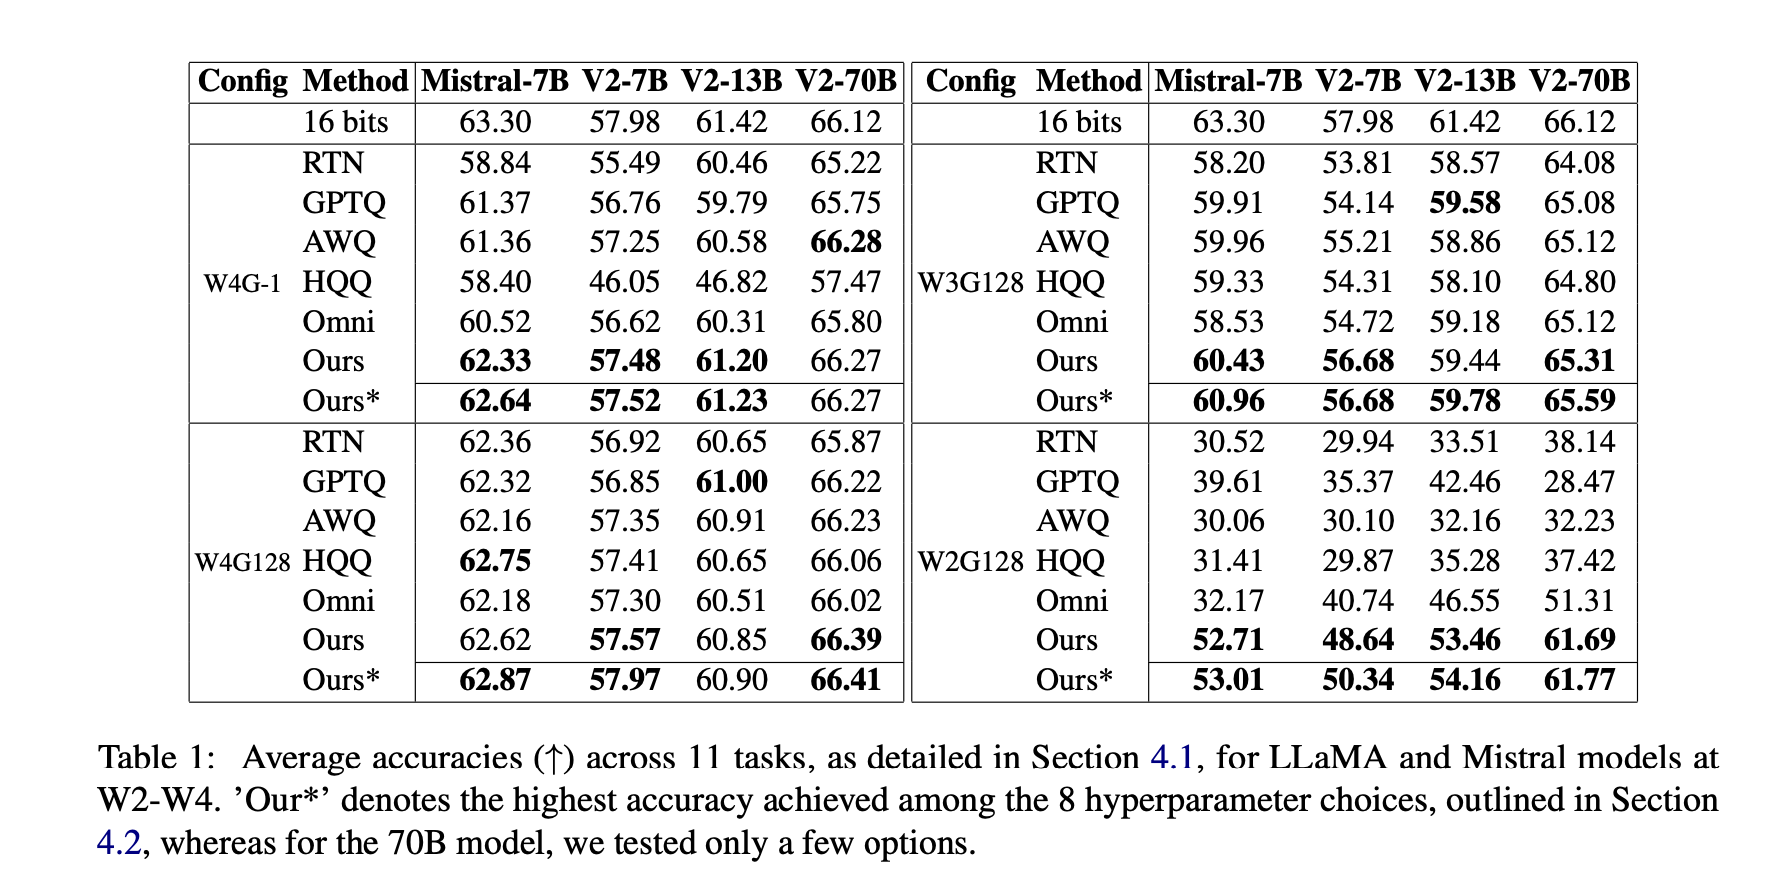 Config Method Mistral-7B V2-7B V2-13B V2-70B Config Method Mistral-7B V2-7B V2-13B V2-70B
16 bits 63.30 57.98 61.42 66.12 16 bits 63.30 57.98 61.42 66.12
RTN 58.84 55.49 60.46 65.22 RTN 58.20 53.81 58.57 64.08
GPTQ 61.37 56.76 59.79 65.75 GPTQ 59.91 54.14 59.58 65.08
AWQ 61.36 57.25 60.58 66.28 AWQ 59.96 55.21 58.86 65.12
W4G-1 HQQ 58.40 46.05 46.82 57.47 W3G128 HQQ 59.33 54.31 58.10 64.80
Omni 60.52 56.62 60.31 65.80 Omni 58.53 54.72 59.18 65.12
Ours 62.33 57.48 61.20 66.27 Ours 60.43 56.68 59.44 65.31
Ours* 62.64 57.52 61.23 66.27 Ours* 60.96 56.68 59.78 65.59
RTN 62.36 56.92 60.65 65.87 RTN 30.52 29.94 33.51 38.14
GPTQ 62.32 56.85 61.00 66.22 GPTQ 39.61 35.37 42.46 28.47
AWQ 62.16 57.35 60.91 66.23 AWQ 30.06 30.10 32.16 32.23
W4G128 HQQ 62.75 57.41 60.65 66.06 W2G128 HQQ 31.41 29.87 35.28 37.42
Omni 62.18 57.30 60.51 66.02 Omni 32.17 40.74 46.55 51.31
Ours 62.62 57.57 60.85 66.39 Ours 52.71 48.64 53.46 61.69
Ours* 62.87 57.97 60.90 66.41 Ours* 53.01 50.34 54.16 61.77
Table 1: Average accuracies (↑) across 11 tasks, as detailed in Section 4.1, for LLaMA and Mistral models at
W2-W4. ’Our*’ denotes the highest accuracy achieved among the 8 hyperparameter choices, outlined in Section
4.2, whereas for the 70B model, we tested only a few options.